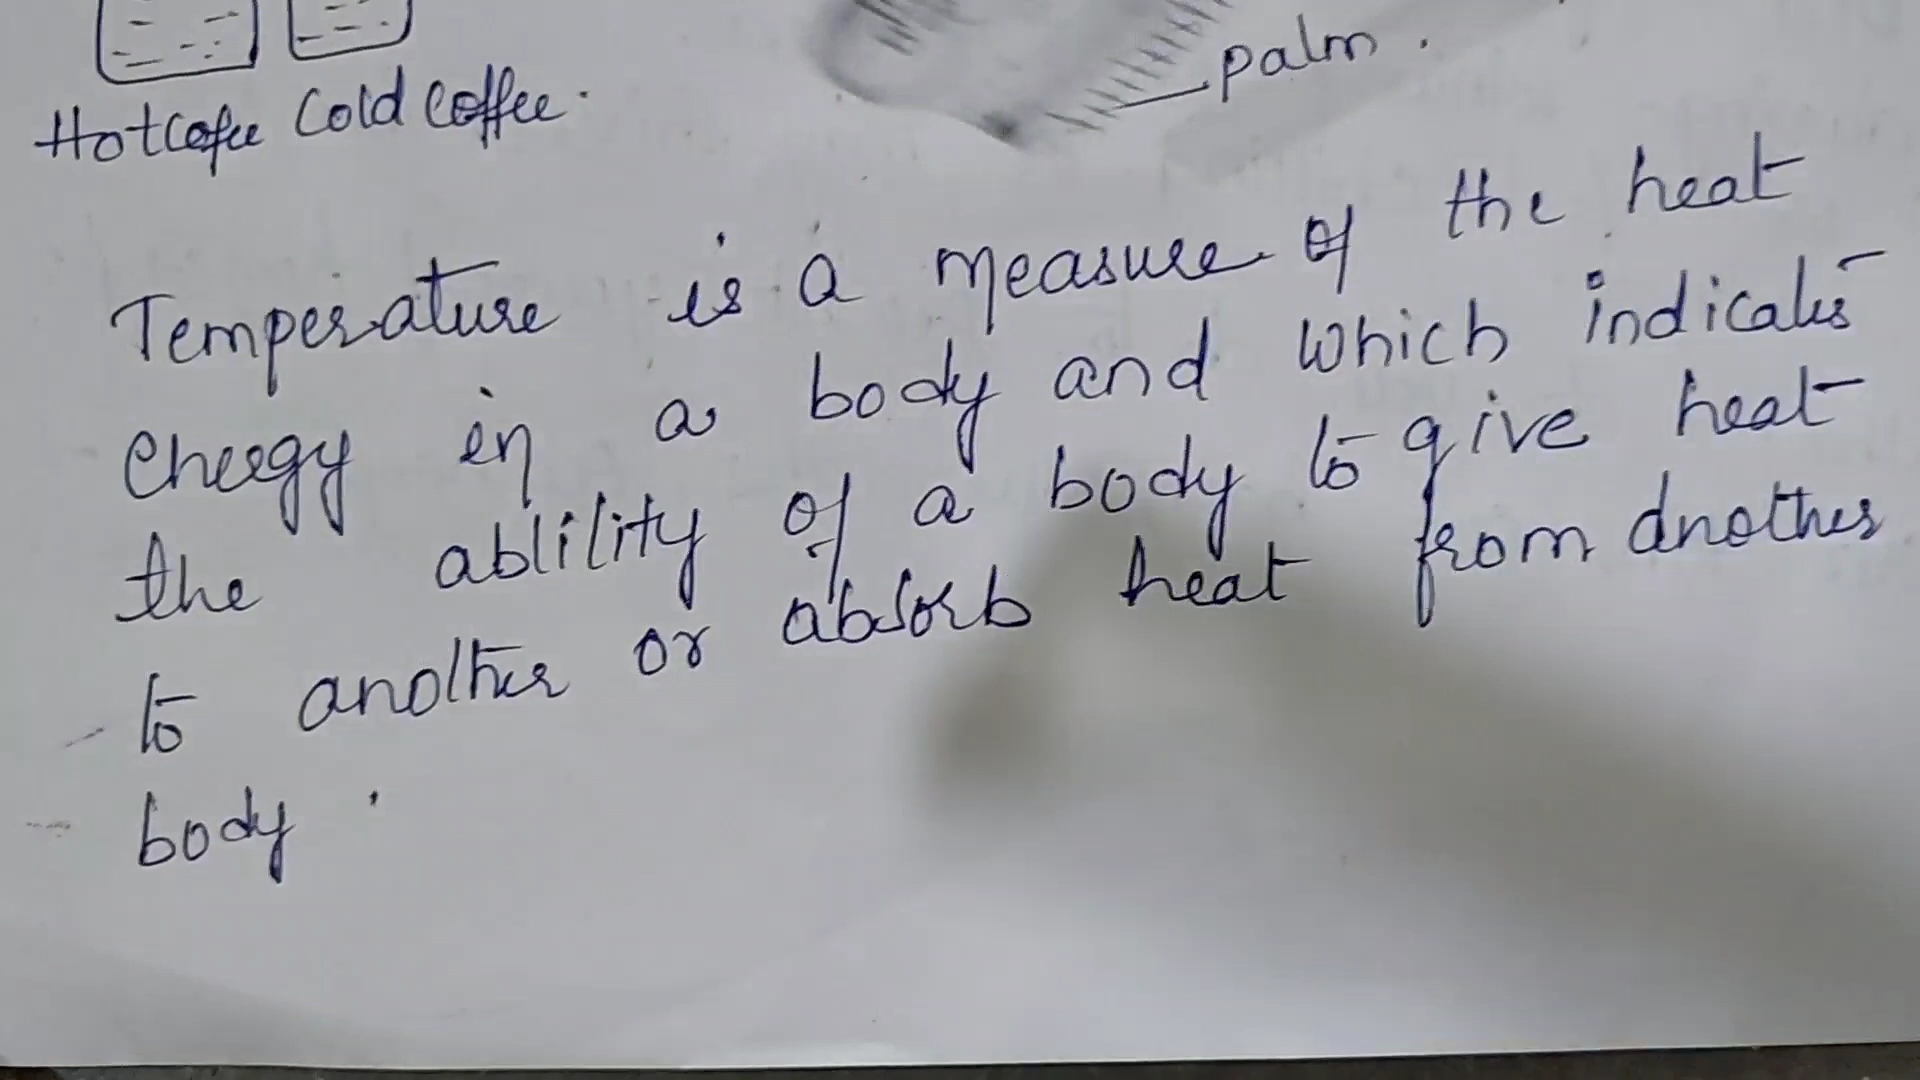 palm.
Hotcofee Cold Coffee.
Temperature is a measure of the heat
energy in a body and which indicates
the ablility of a body to give heat
to another or absorb heat from another
body.